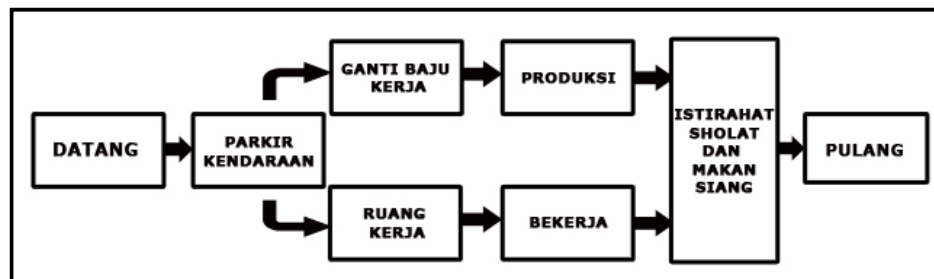 DATANG
PARKIR
KENDARAAN
GANTI BAJU
KERJA
PRODUKSI
RUANG
KERJA
BEKERJA
ISTIRAHAT
SHOLAT
DAN
MAKAN
SIANG
PULANG